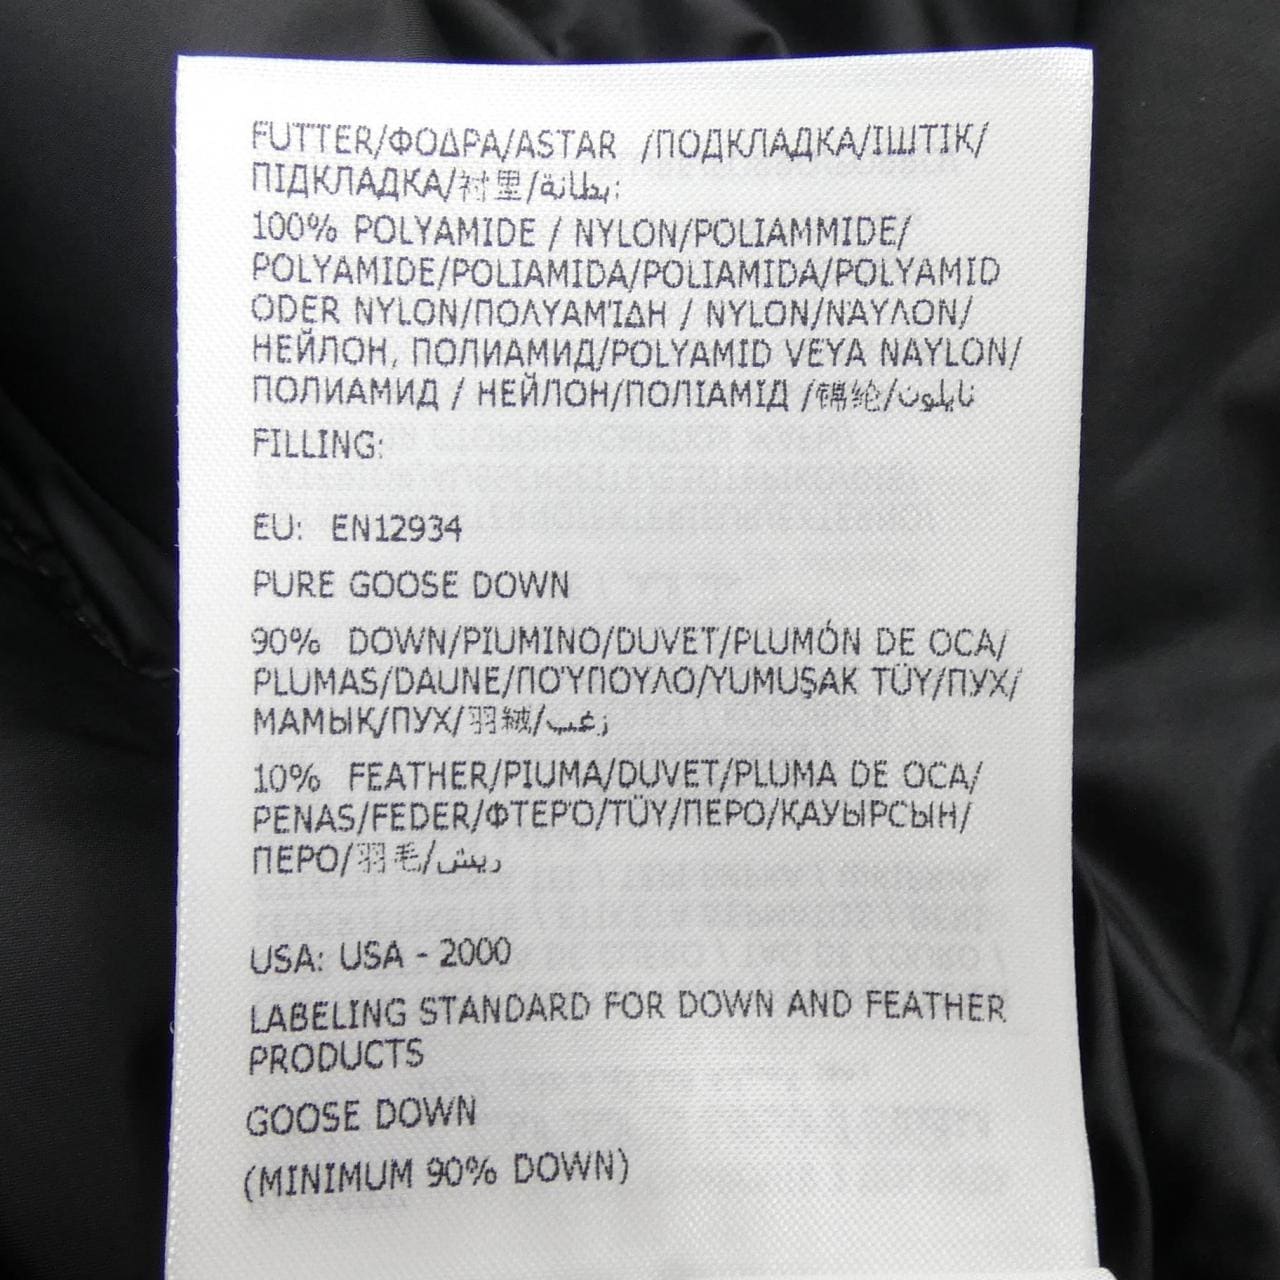 FUTTER/ΦΟΔΡΑ/ASTAR /ПОДКЛАДКА/ІШТІК/
ПІДКЛАДКА/衬里/بطانة:
100% POLYAMIDE / NYLON/POLIAMMIDE/
POLYAMIDE/POLIAMIDA/POLIAMIDA/POLYAMID
ODER NYLON/ΠΟΛΥΑΜΊΔΗ / NYLON/ΝΆΥΛΟΝ/
НЕЙЛОН, ПОЛИАМИД/POLYAMID VEYA NAYLON/
ПОЛИАМИД / НЕЙЛОН/ПОЛІАМІД /锦纶/نايلون
FILLING:
EU: EN12934
PURE GOOSE DOWN
90% DOWN/PIUMINO/DUVET/PLUMÓN DE OCA/
PLUMAS/DAUNE/ΠΟΎΠΟΥΛΟ/YUMUŞAK TÜY/ПУХ/
МАМЫҚ/ПУХ/羽絨/زغب
10% FEATHER/PIUMA/DUVET/PLUMA DE OCA/
PENAS/FEDER/ΦΤΕΡΌ/TÜY/ПЕРО/ҚАУЫРСЫН/
ПЕРО/羽毛/ريش
USA: USA - 2000
LABELING STANDARD FOR DOWN AND FEATHER
PRODUCTS
GOOSE DOWN
(MINIMUM 90% DOWN)